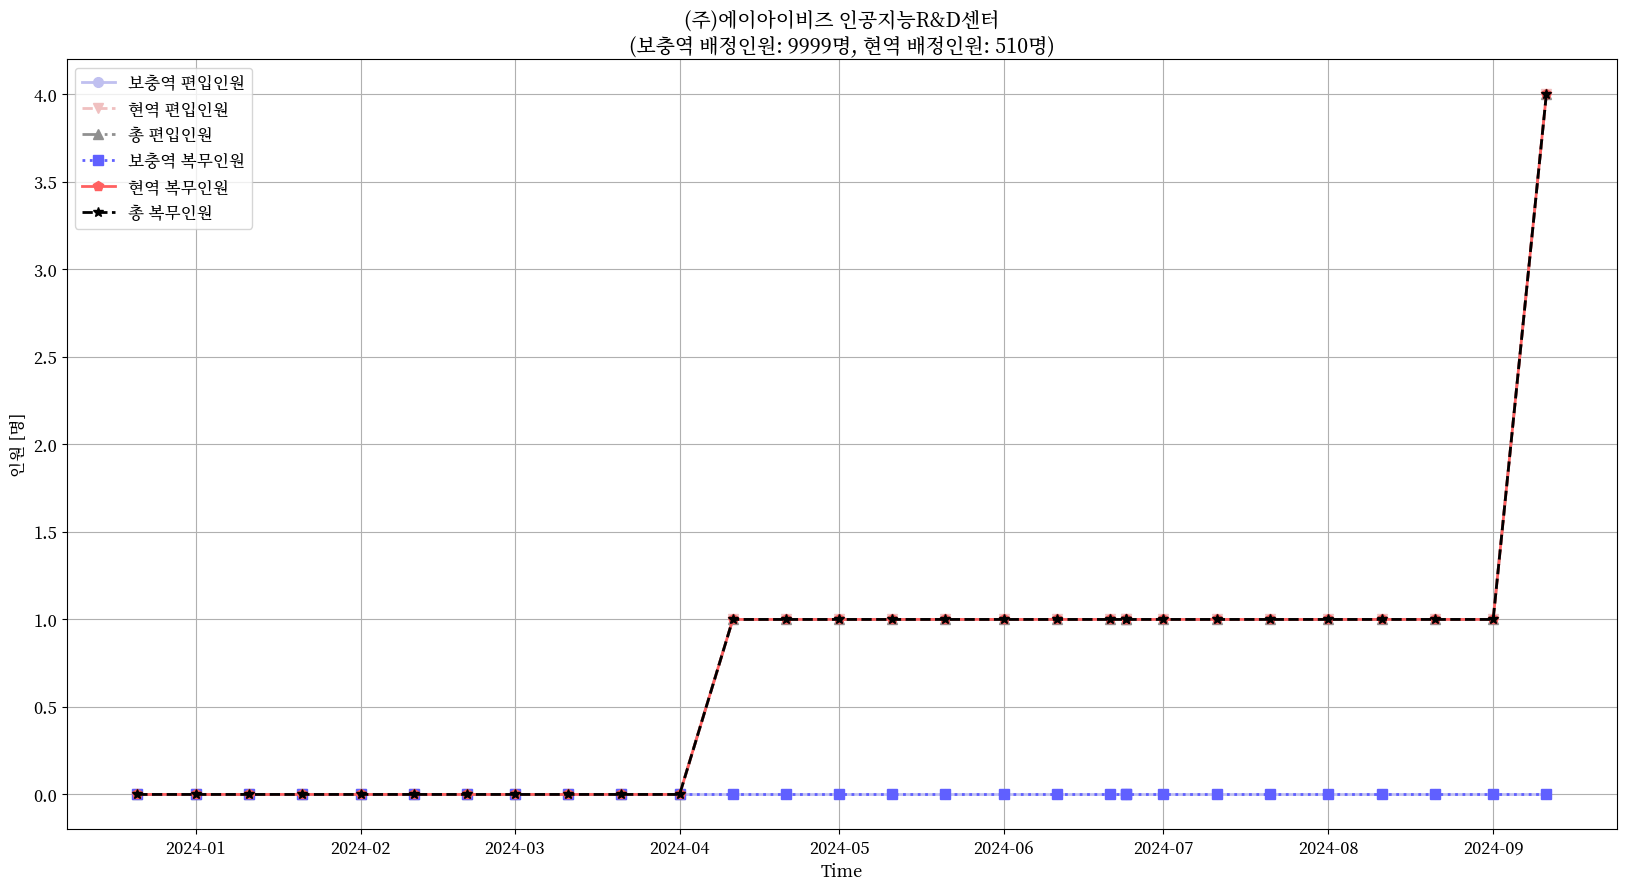 (주)에이아이비즈 인공지능R&D센터
(보충역 배정인원: 9999명, 현역 배정인원: 510명)
보충역 편입인원
현역 편입인원
총 편입인원
보충역 복무인원
현역 복무인원
총 복무인원
4.0
3.5
3.0
2.5
2.0
1.5
1.0
0.5
0.0
인원 [명]
2024-01 2024-02 2024-03 2024-04 2024-05 2024-06 2024-07 2024-08 2024-09
Time